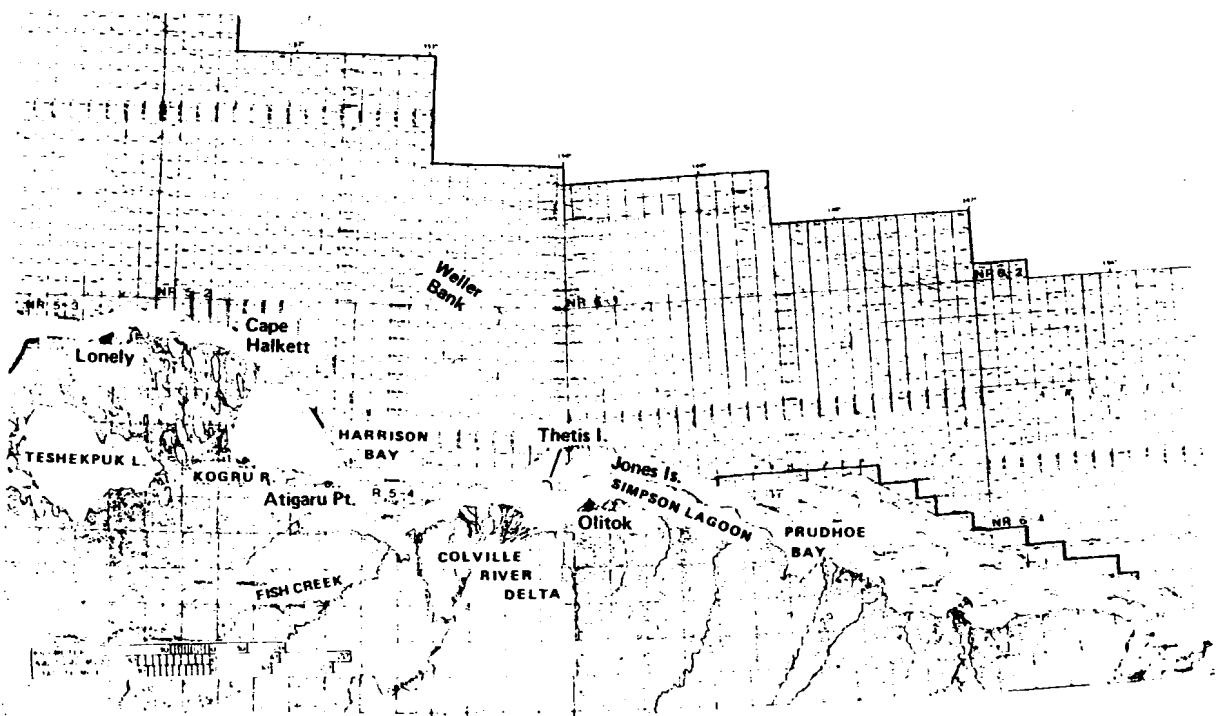 Weller
Bank
NR 5-3
NR 5-2
NR 6-1
NR 6-2
Cape
Halkett
Lonely
HARRISON
BAY
Thetis I.
TESHEKPUK L.
KOGRU R.
Atigaru Pt.
R 5-4
Jones Is.
SIMPSON LAGOON
Olitok
PRUDHOE
BAY
NR 6-4
COLVILLE
RIVER
DELTA
FISH CREEK